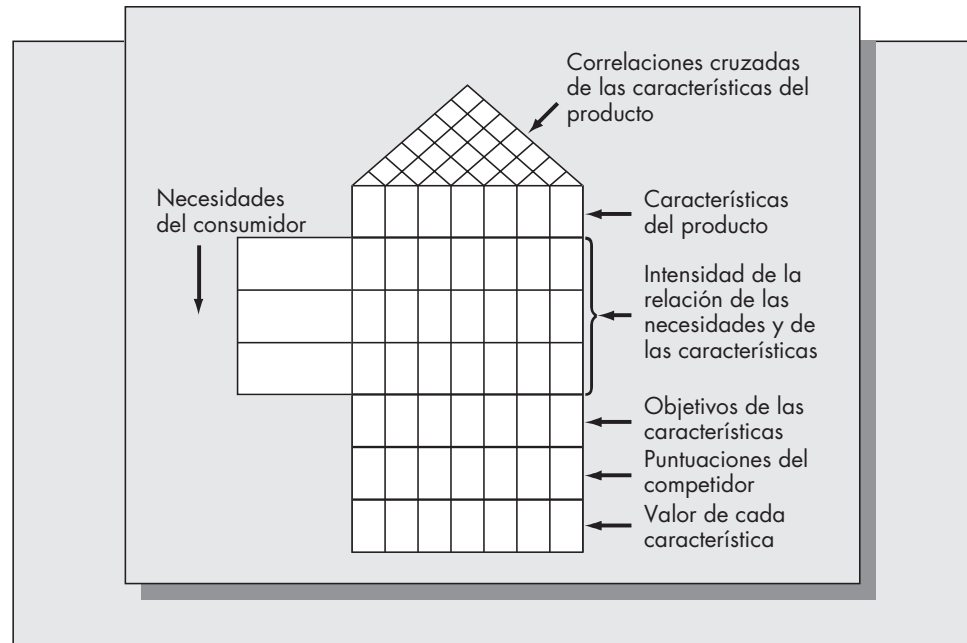 Correlaciones cruzadas
de las características del
producto
Necesidades
del consumidor
Características
del producto
Intensidad de la
relación de las
necesidades y de
las características
Objetivos de las
características
Puntuaciones del
competidor
Valor de cada
característica